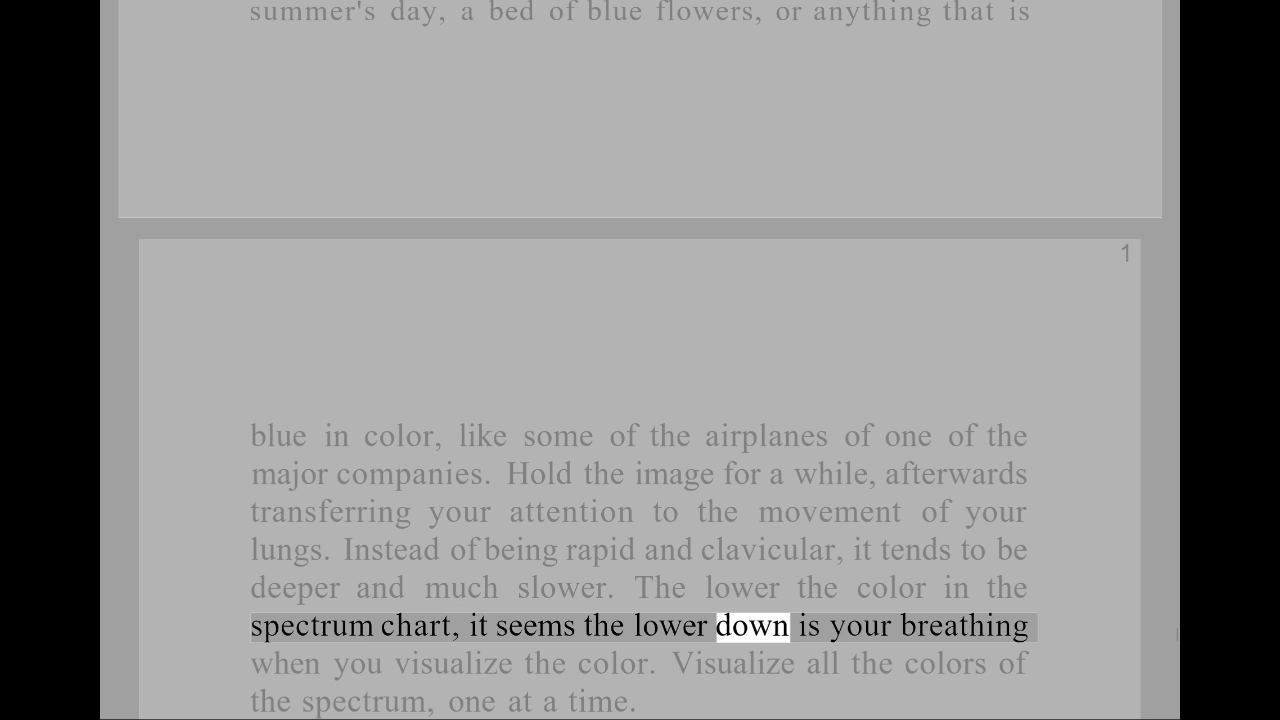 summer's day, a bed of blue flowers, or anything that is
1
blue in color, like some of the airplanes of one of the
major companies. Hold the image for a while, afterwards
transferring your attention to the movement of your
lungs. Instead of being rapid and clavicular, it tends to be
deeper and much slower. The lower the color in the
spectrum chart, it seems the lower down is your breathing
when you visualize the color. Visualize all the colors of
the spectrum, one at a time.